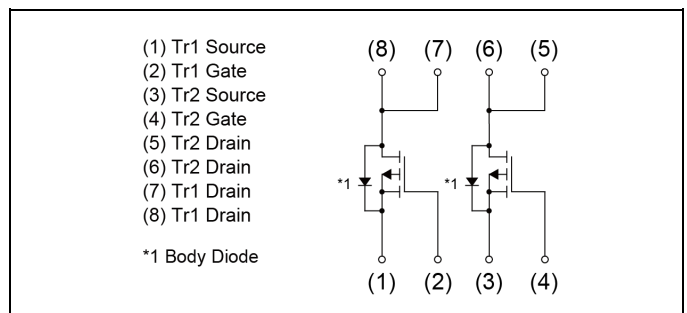 (1) Tr1 Source
(2) Tr1 Gate
(3) Tr2 Source
(4) Tr2 Gate
(5) Tr2 Drain
(6) Tr2 Drain
(7) Tr1 Drain
(8) Tr1 Drain
*1 Body Diode
(8) (7) (6) (5)
*1 *1
(1) (2) (3) (4)